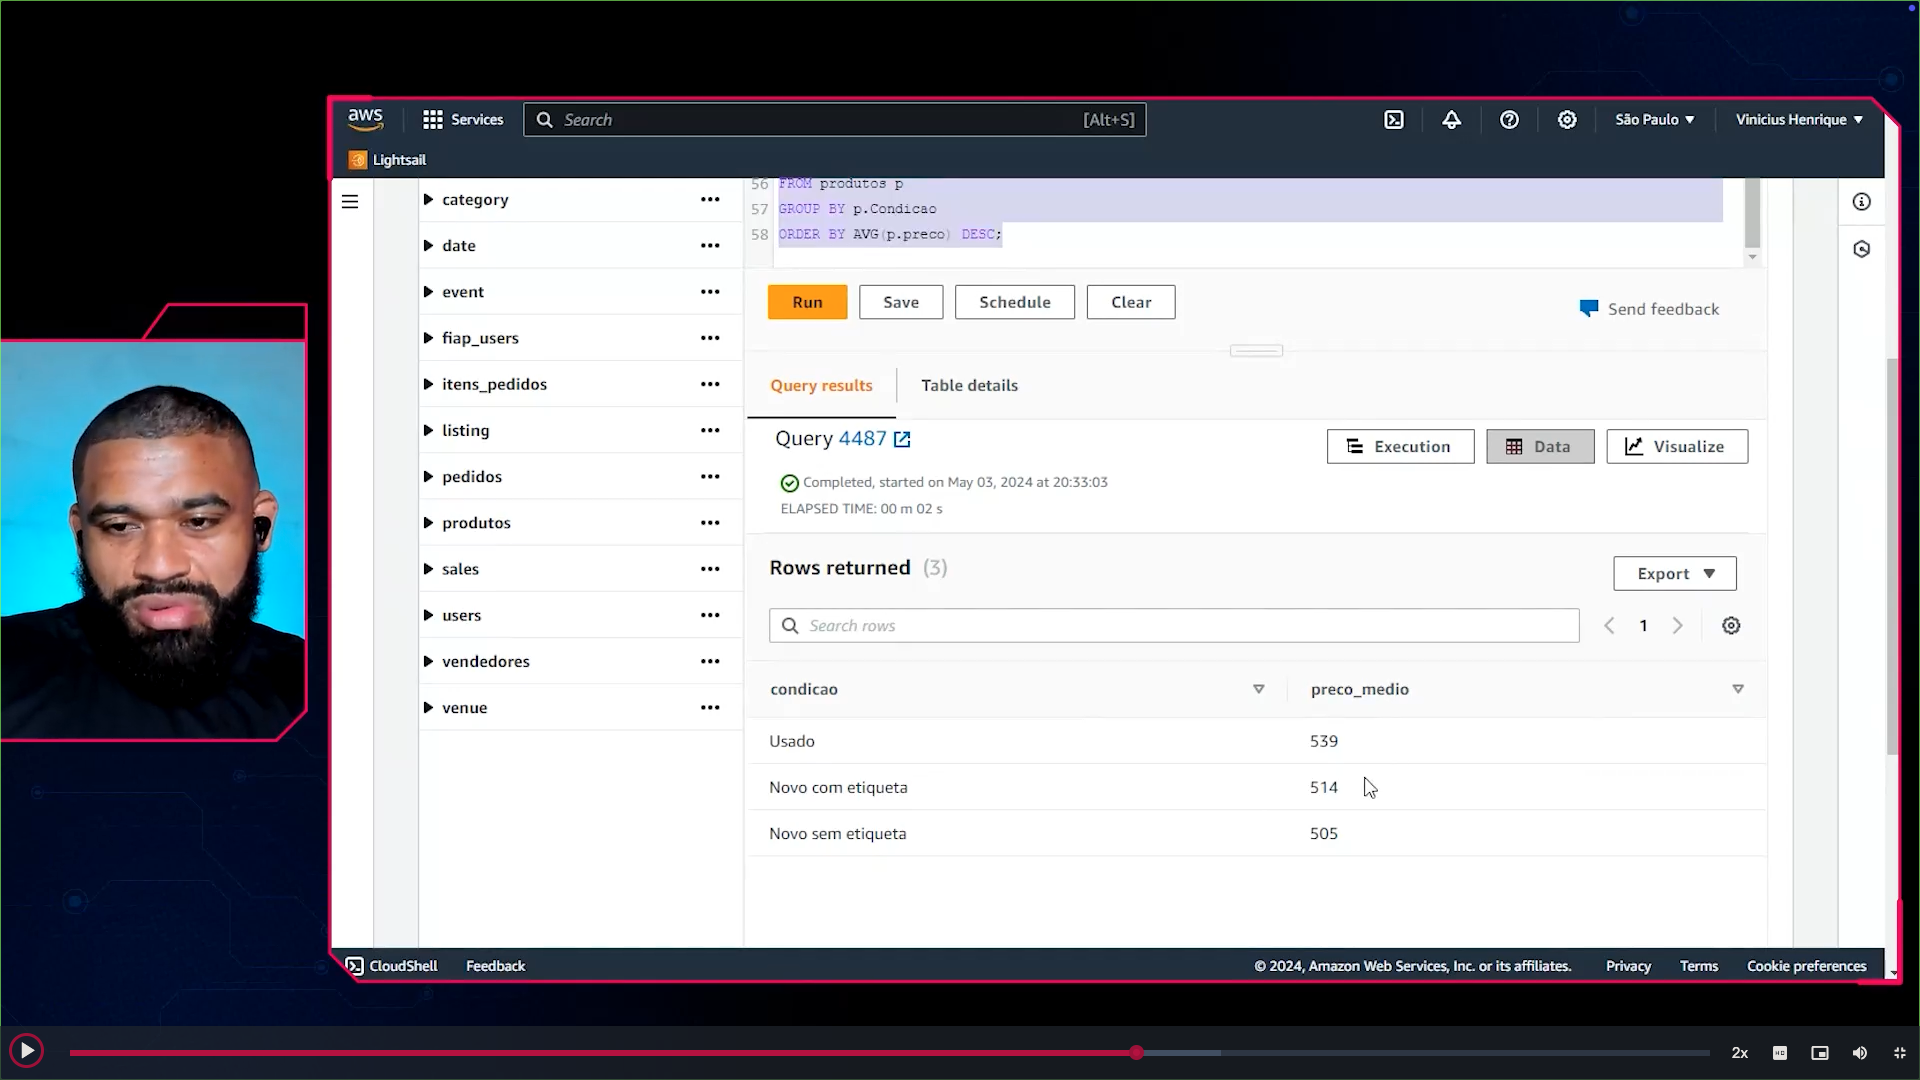 aws
Services
Search
[Alt+S]
São Paulo
Vinicius Henrique
Lightsail
category
date
event
fiap_users
itens_pedidos
listing
pedidos
produtos
sales
users
vendedores
venue
56 FROM produtos p
57 GROUP BY p.Condicao
58 ORDER BY AVG(p.preco) DESC;
Run
Save
Schedule
Clear
Send feedback
Query results
Table details
Query 4487
Execution
Data
Visualize
Completed, started on May 03, 2024 at 20:33:03
ELAPSED TIME: 00 m 02 s
Rows returned (3)
Export
Search rows
1
condicao preco_medio
Usado 539
Novo com etiqueta 514
Novo sem etiqueta 505
CloudShell
Feedback
© 2024, Amazon Web Services, Inc. or its affiliates.
Privacy
Terms
Cookie preferences
2x
HD